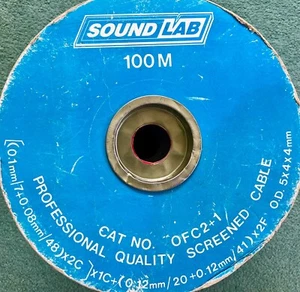 SOUND LAB
100M
CAT NO. OFC2+1
PROFESSIONAL QUALITY SCREENED CABLE
[(0.1mm/7+0.08mm/48)x2C]x1C+(0.12mm/20+0.12mm/41)x2F O.D. 5x4x4mm